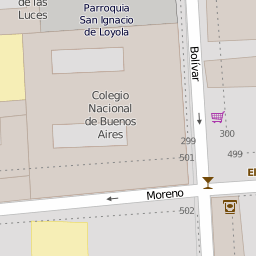 de las
Luces
Parroquia
San Ignacio
de Loyola
Bolívar
Colegio
Nacional
de Buenos
Aires
300
299
499
501
El
Moreno
502